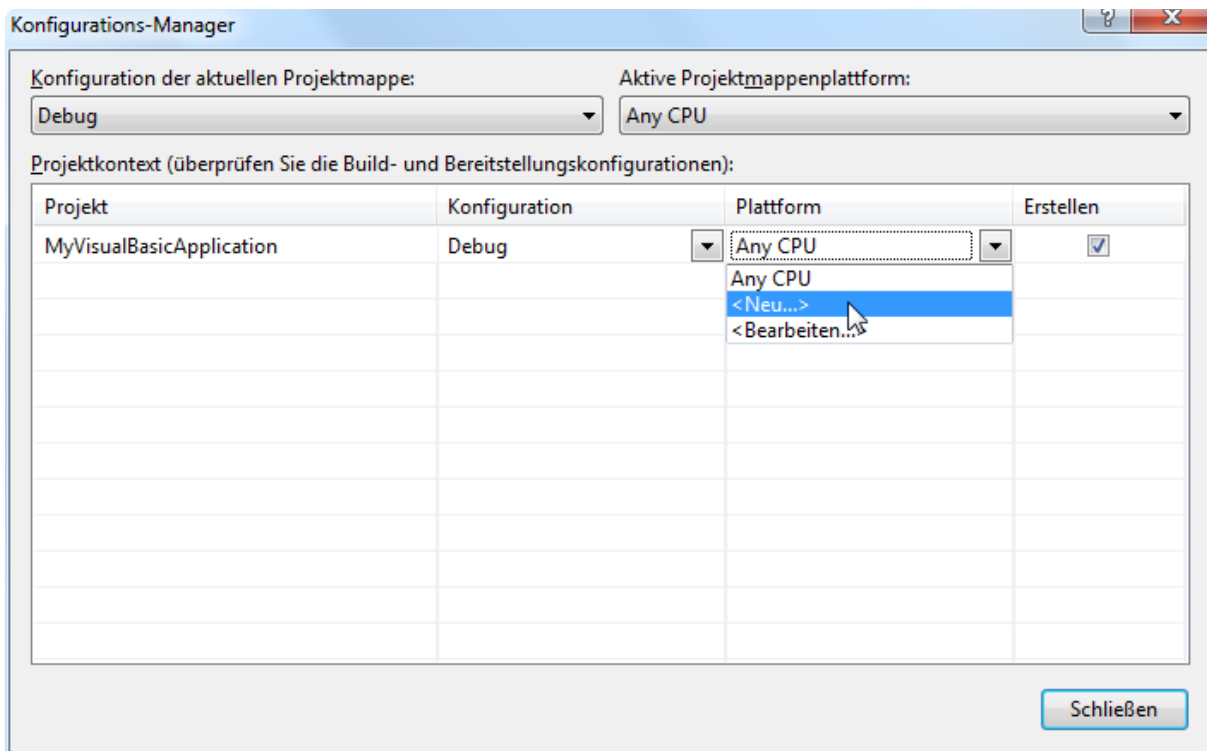 Konfigurations-Manager
Konfiguration der aktuellen Projektmappe: Aktive Projektmappenplattform:
Debug Any CPU
Projektkontext (überprüfen Sie die Build- und Bereitstellungskonfigurationen):
Projekt Konfiguration Plattform Erstellen
MyVisualBasicApplication Debug Any CPU
Any CPU
<Neu...>
<Bearbeiten...>
Schließen